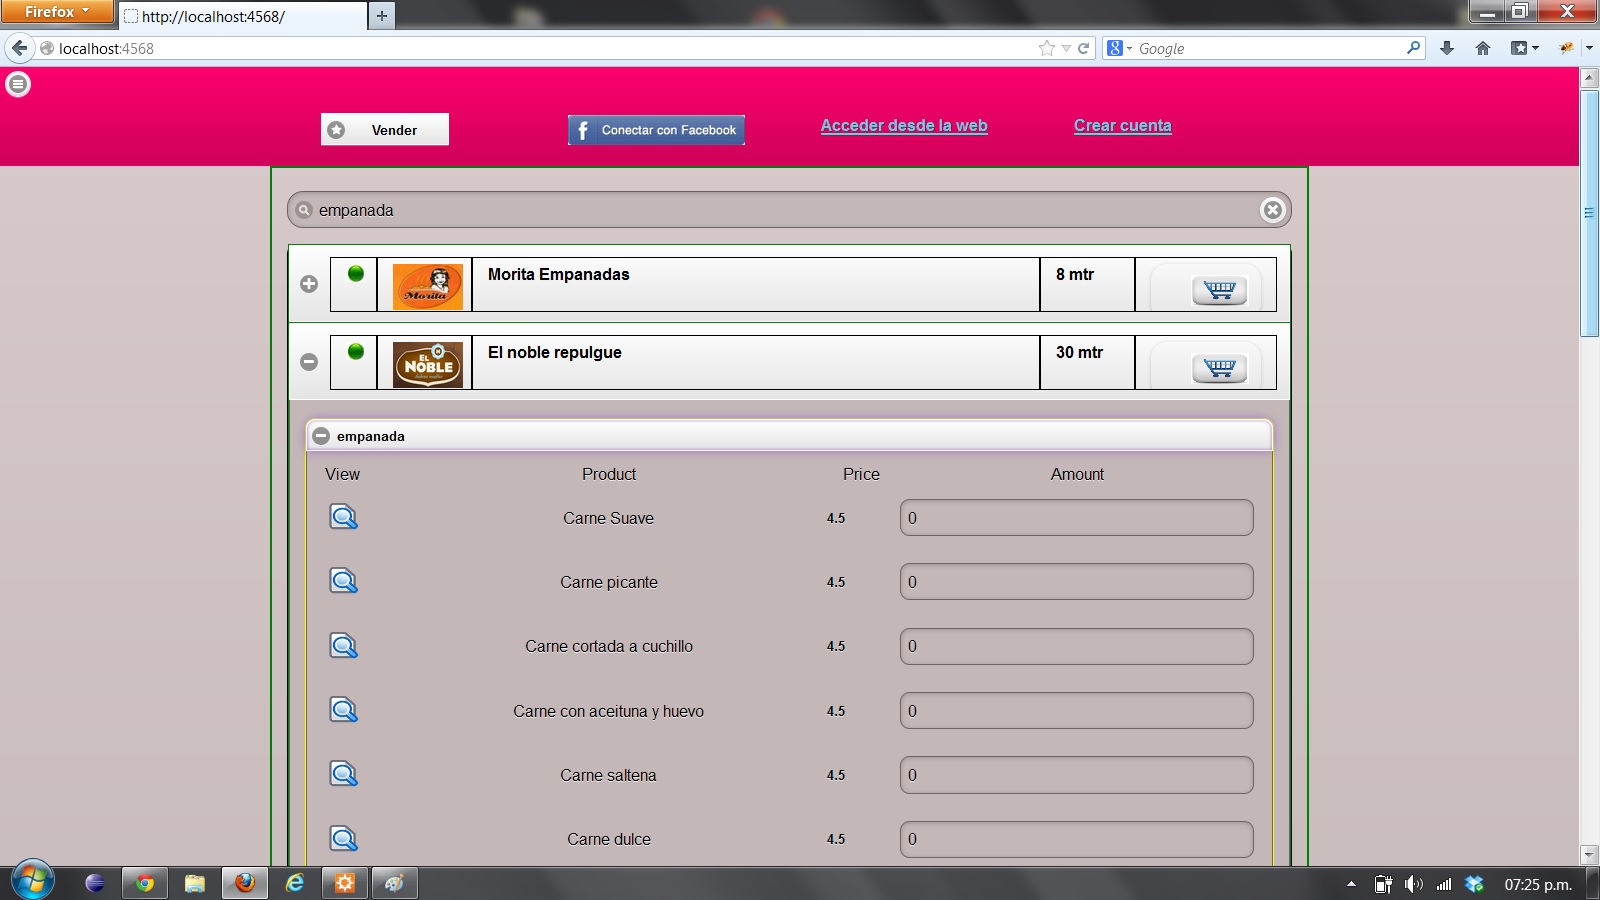 Firefox
http://localhost:4568/
localhost:4568
Google
Vender
Conectar con Facebook
Acceder desde la web
Crear cuenta
empanada
Morita
Morita Empanadas
8 mtr
EL NOBLE
El noble repulgue
30 mtr
empanada
View Product Price Amount
Carne Suave 4.5 0
Carne picante 4.5 0
Carne cortada a cuchillo 4.5 0
Carne con aceituna y huevo 4.5 0
Carne saltena 4.5 0
Carne dulce 4.5 0
07:25 p.m.